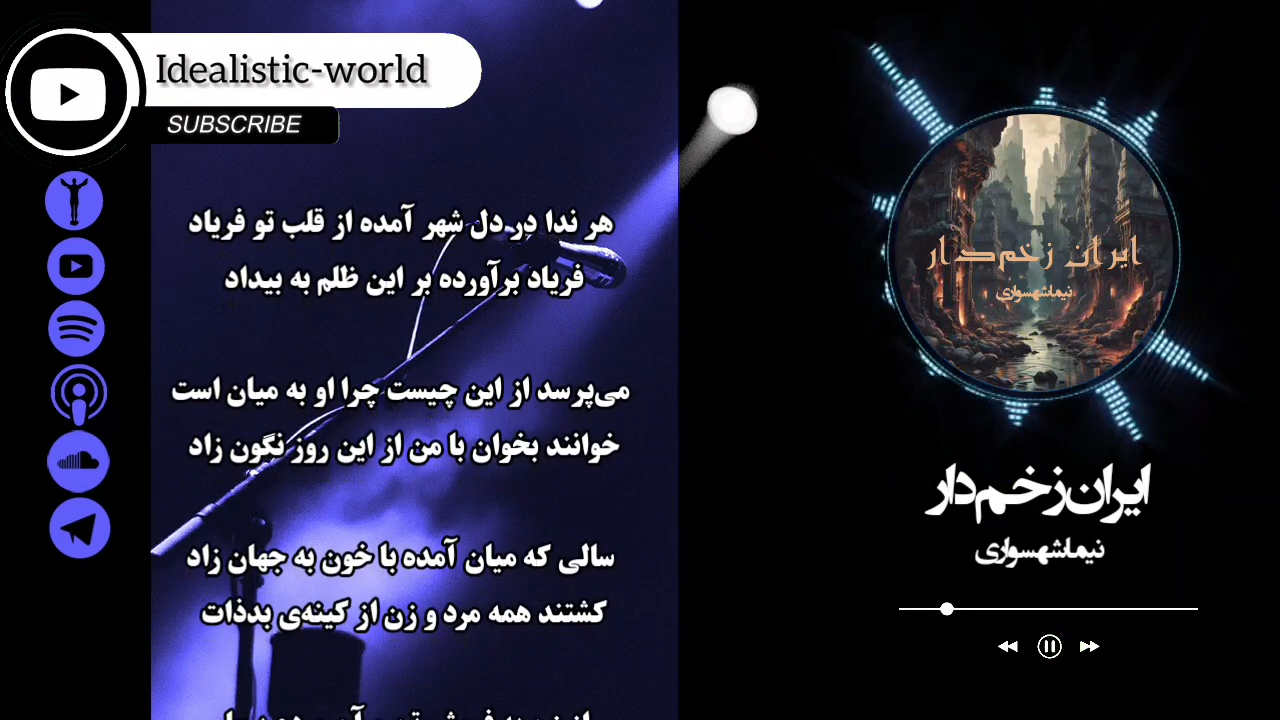 Idealistic-world
SUBSCRIBE
هر ندا در دل شهر آمده از قلب تو فریاد
فریاد برآورده بر این ظلم به بیداد
می‌پرسد از این چیست چرا او به میان است
خوانند بخوان با من از این روز نگون زاد
سالی که میان آمده با خون به جهان زاد
کشتند همه مرد و زن از کینه‌ی بدذات
ایران زخم‌دار
نیما شهسواری
ایران زخم‌دار
نیما شهسواری